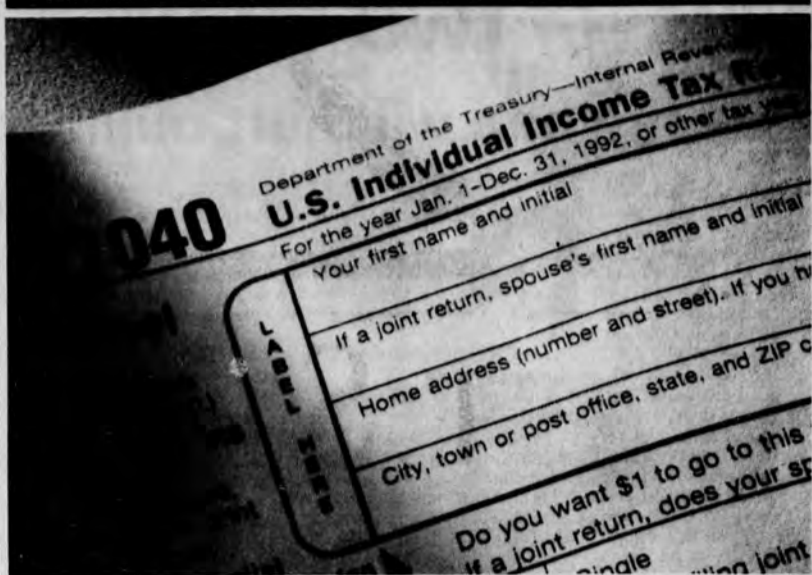 040
Department of the Treasury—Internal Reven
U.S. Individual Income Tax
For the year Jan. 1–Dec. 31, 1992, or other tax
Your first name and initial
If a joint return, spouse's first name and initial
Home address (number and street). If you
City, town or post office, state, and ZIP
LABEL HERE
Do you want $1 to go to this
If a joint return, does your
Single
joint